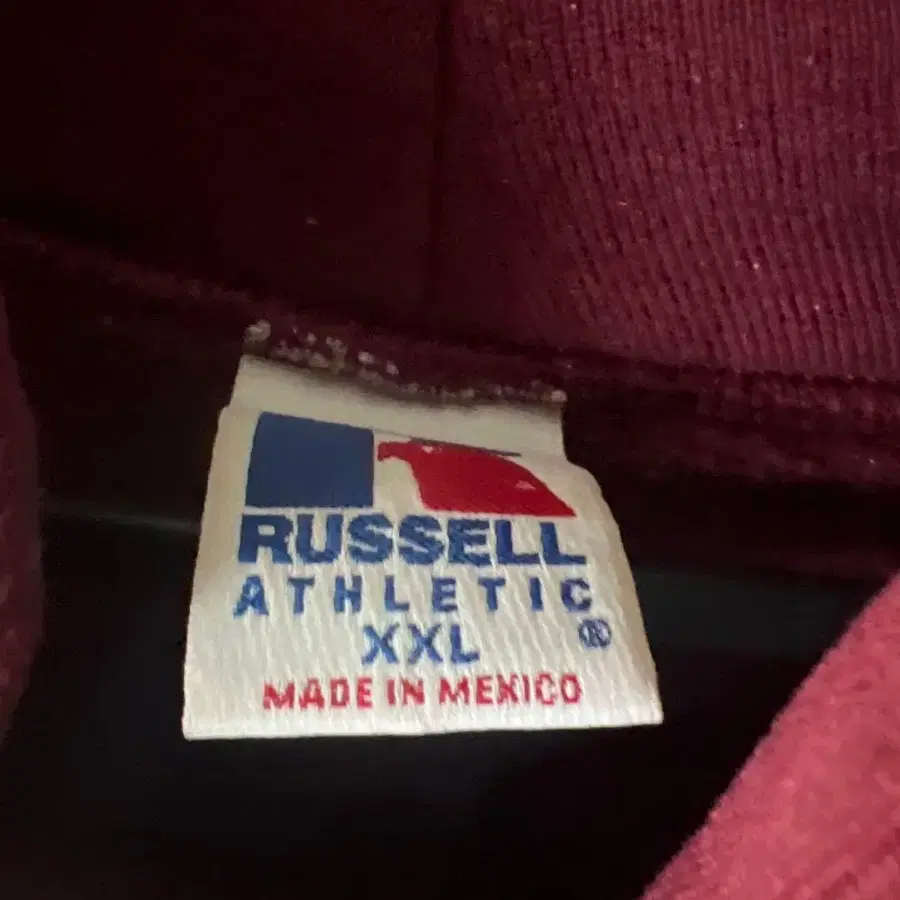 RUSSELL
ATHLETIC
®
XXL
MADE IN MEXICO